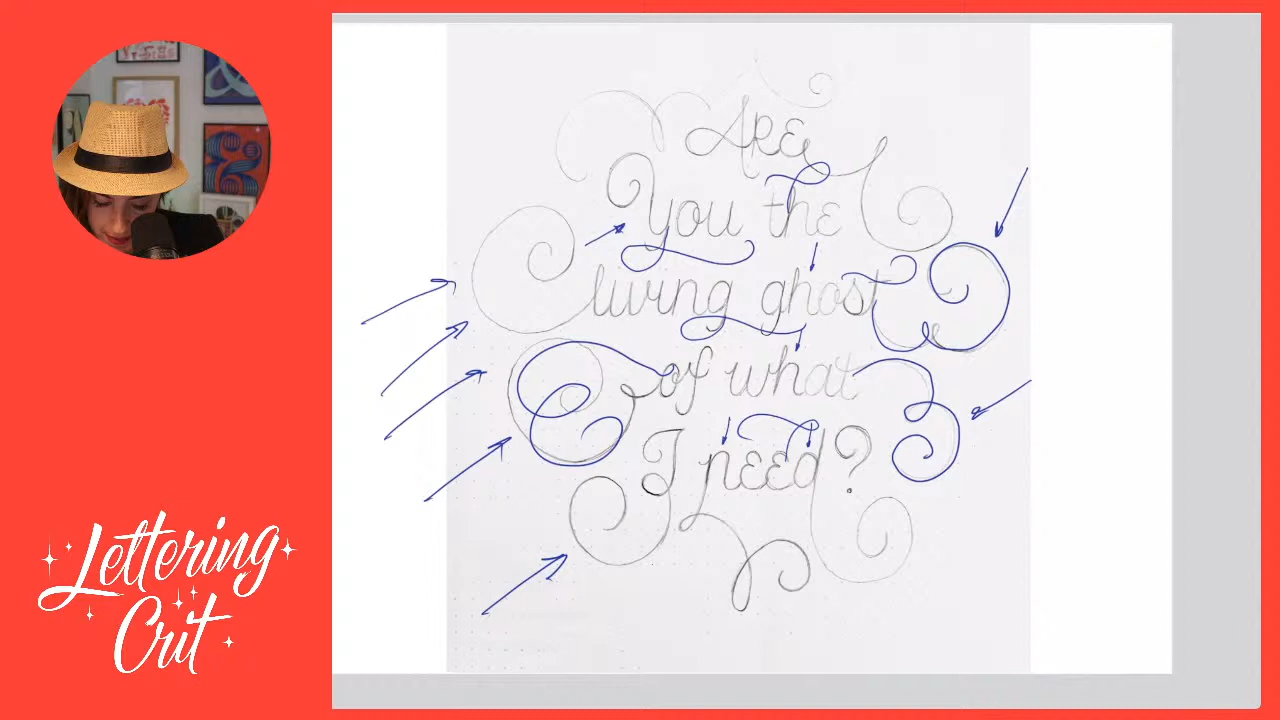 Are
You the
living ghost
of what
I need?
Lettering
Crit